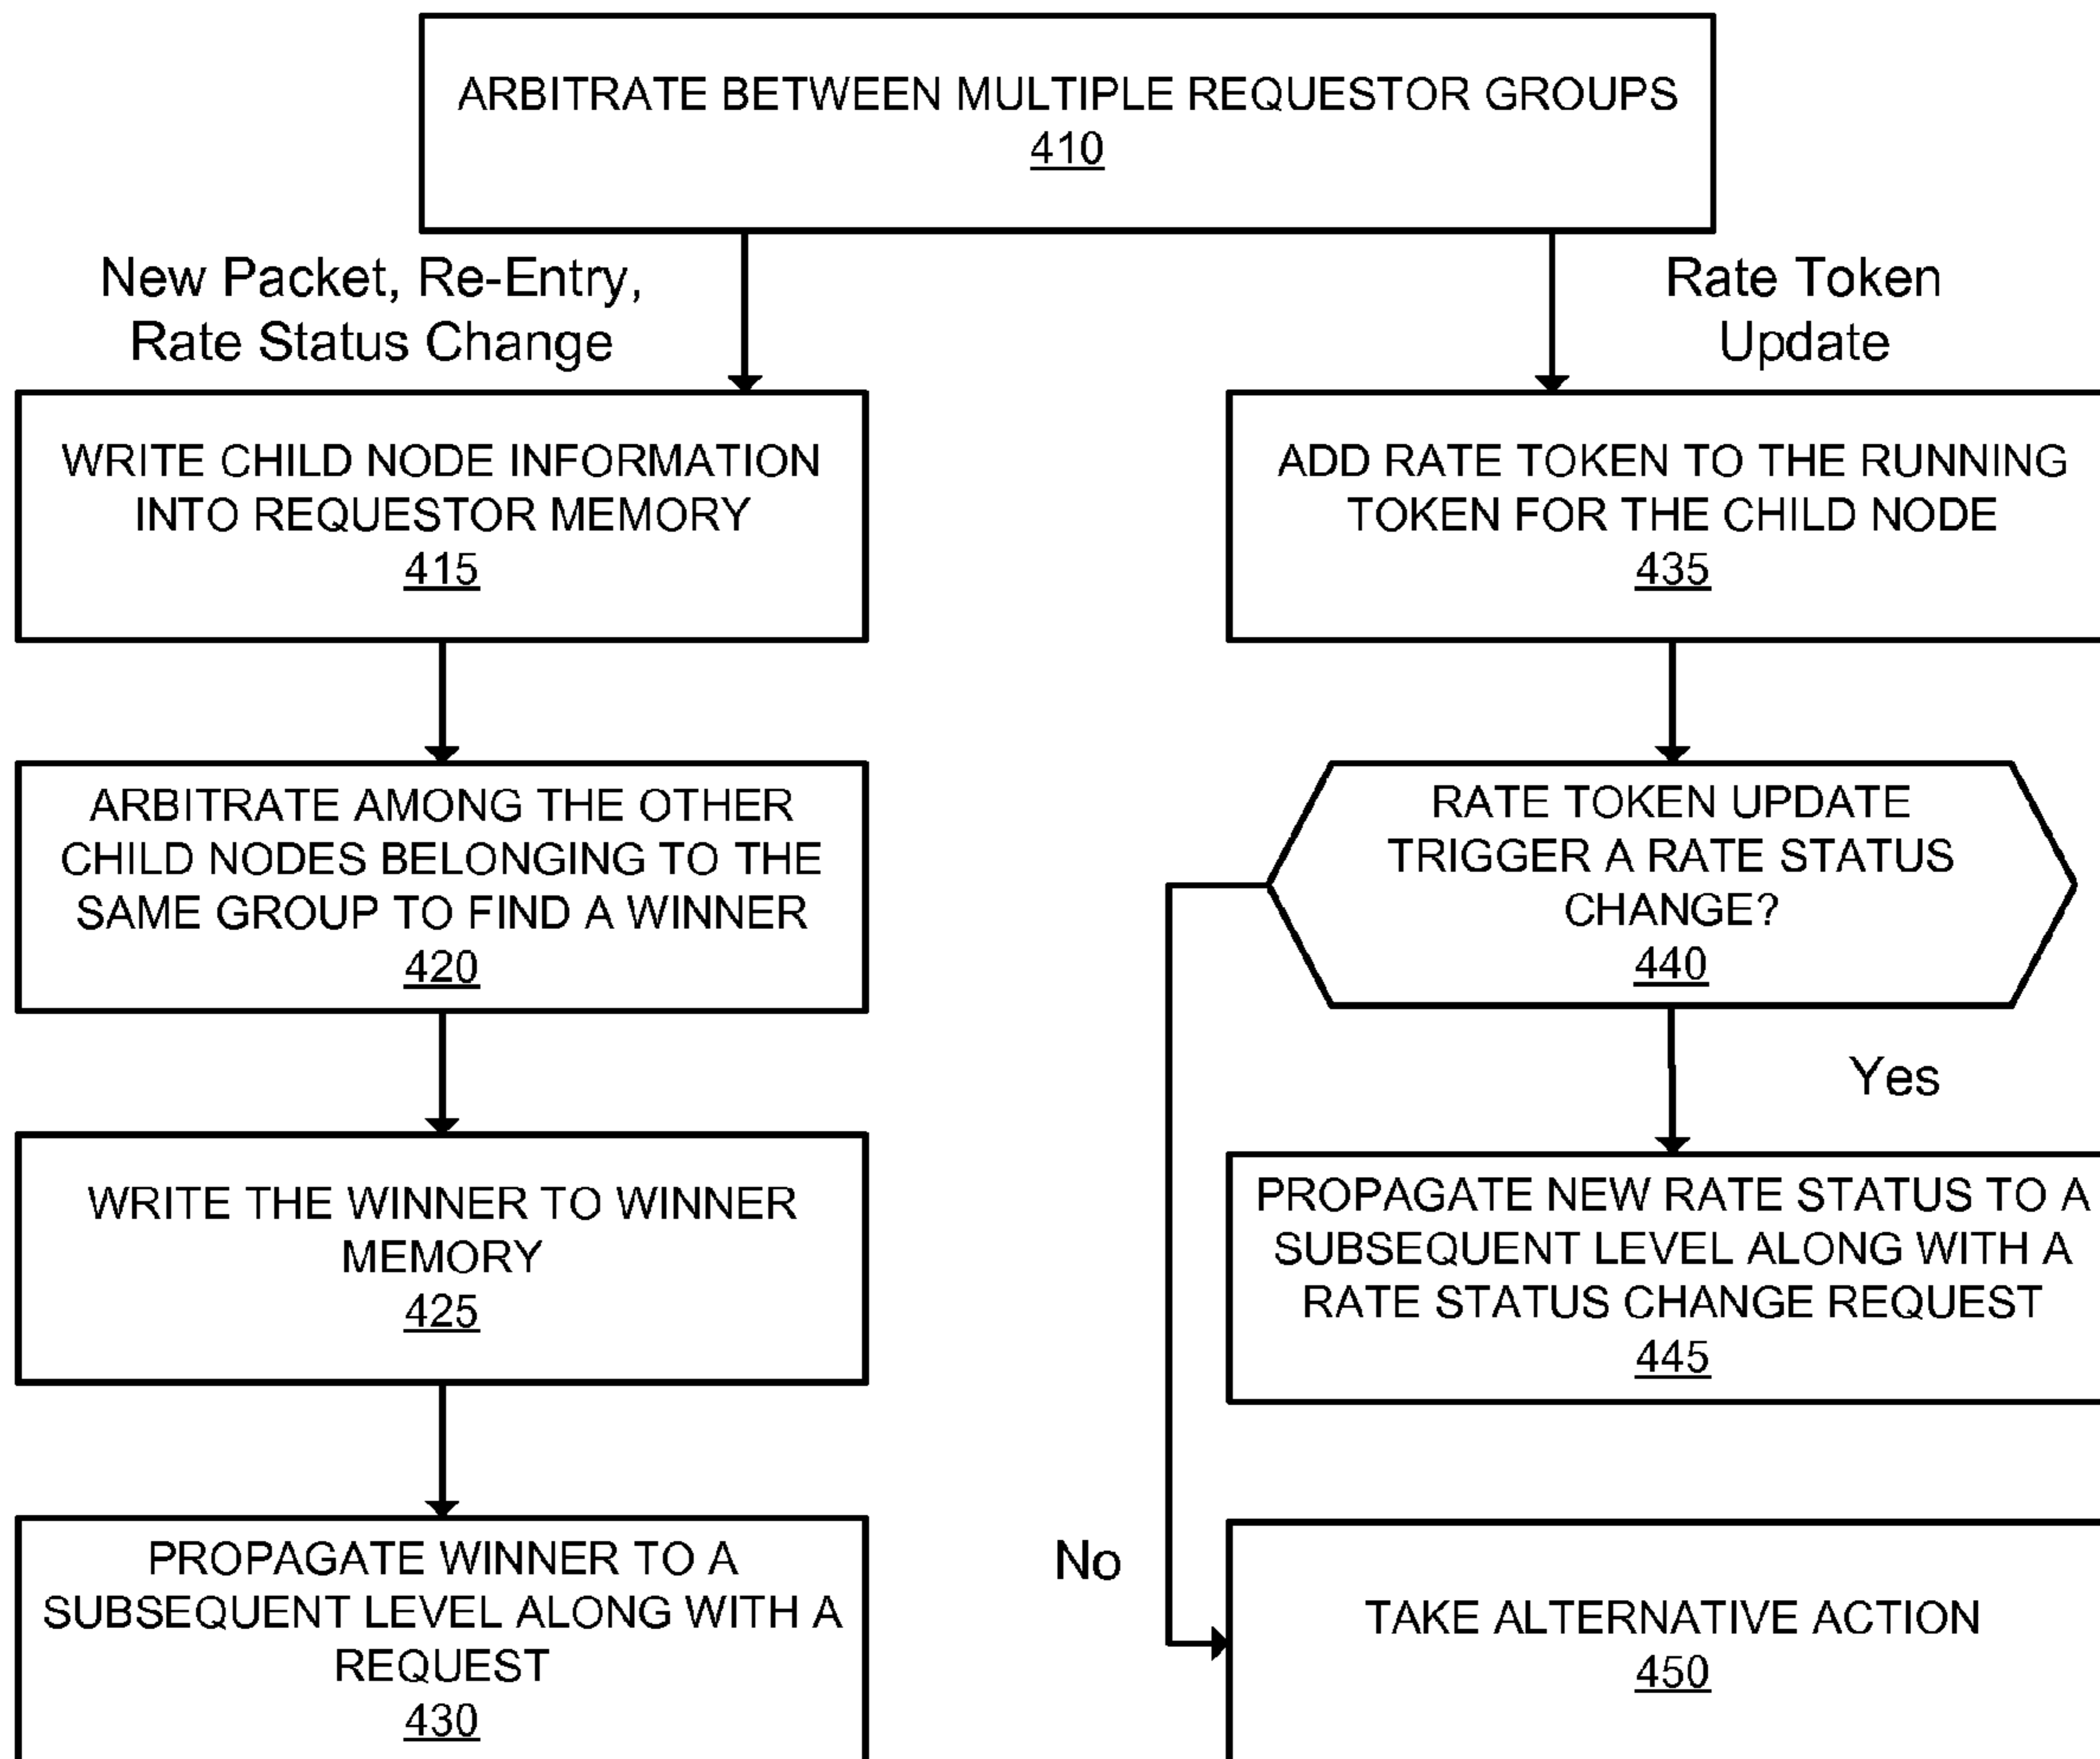 ARBITRATE BETWEEN MULTIPLE REQUESTOR GROUPS
410
New Packet, Re-Entry,
Rate Status Change
Rate Token
Update
WRITE CHILD NODE INFORMATION
INTO REQUESTOR MEMORY
415
ADD RATE TOKEN TO THE RUNNING
TOKEN FOR THE CHILD NODE
435
ARBITRATE AMONG THE OTHER
CHILD NODES BELONGING TO THE
SAME GROUP TO FIND A WINNER
420
RATE TOKEN UPDATE
TRIGGER A RATE STATUS
CHANGE?
440
Yes
WRITE THE WINNER TO WINNER
MEMORY
425
PROPAGATE NEW RATE STATUS TO A
SUBSEQUENT LEVEL ALONG WITH A
RATE STATUS CHANGE REQUEST
445
PROPAGATE WINNER TO A
SUBSEQUENT LEVEL ALONG WITH A
REQUEST
430
No
TAKE ALTERNATIVE ACTION
450